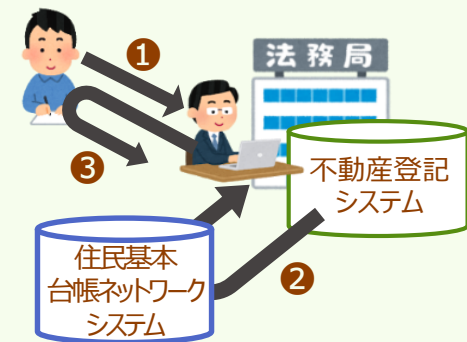 ❶
法務局
❸
不動産登記
システム
住民基本
台帳ネットワーク
システム
❷